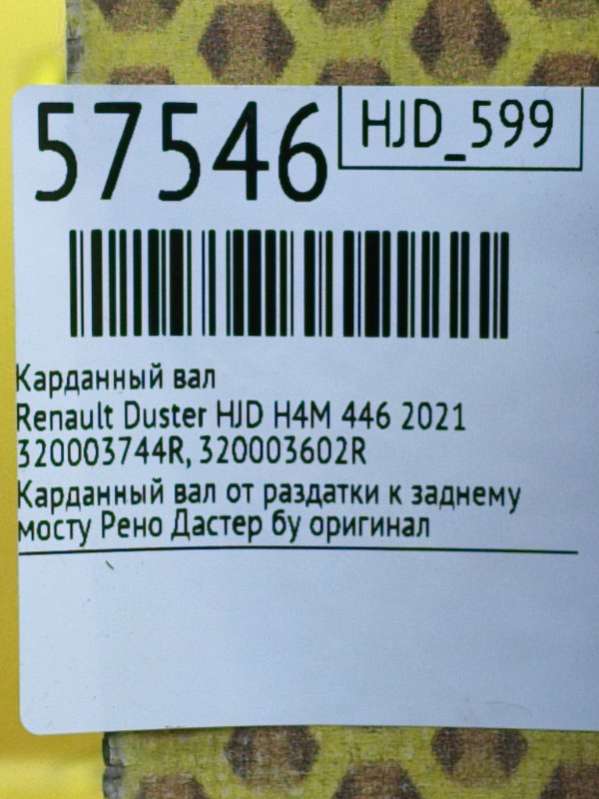 57546
HJD_599
Карданный вал
Renault Duster HJD H4M 446 2021
320003744R, 320003602R
Карданный вал от раздатки к заднему
мосту Рено Дастер бу оригинал